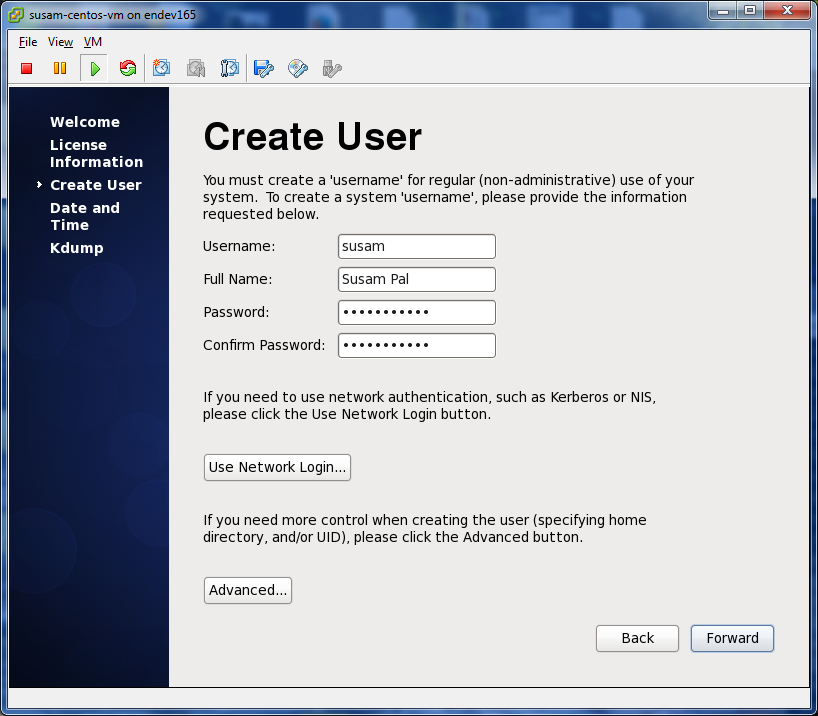 susam-centos-vm on endev165
File View VM
Welcome
License
Information
Create User
Date and
Time
Kdump
Create User
You must create a 'username' for regular (non-administrative) use of your
system.  To create a system 'username', please provide the information
requested below.
Username: susam
Full Name: Susam Pal
Password: •••••••••••
Confirm Password: •••••••••••
If you need to use network authentication, such as Kerberos or NIS,
please click the Use Network Login button.
Use Network Login...
If you need more control when creating the user (specifying home
directory, and/or UID), please click the Advanced button.
Advanced...
Back Forward